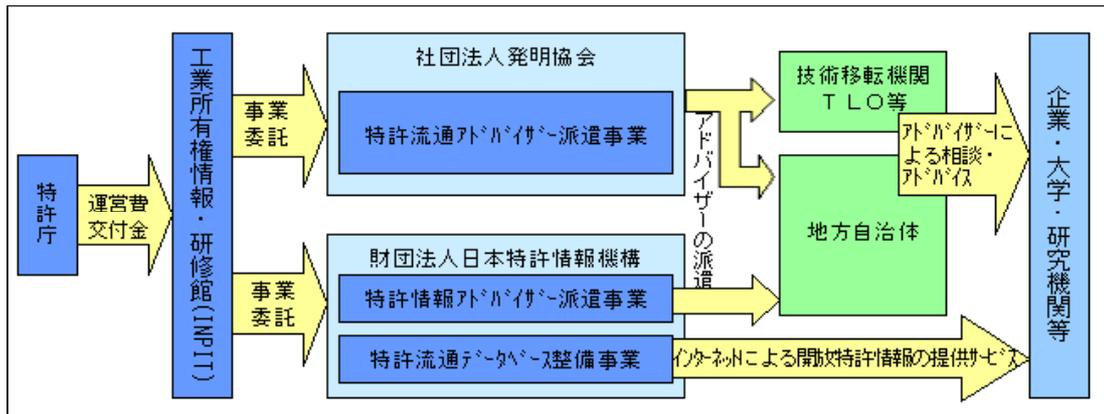 特許庁
運営費
交付金
工業所有権情報・研修館(INPIT)
事業
委託
事業
委託
社団法人発明協会
特許流通ｱﾄﾞﾊﾞｲｻﾞｰ派遣事業
財団法人日本特許情報機構
特許情報ｱﾄﾞﾊﾞｲｻﾞｰ派遣事業
特許流通ﾃﾞｰﾀﾍﾞｰｽ整備事業
アドバイザーの派遣
技術移転機関
ＴＬＯ等
地方自治体
ｱﾄﾞﾊﾞｲｻﾞｰに
よる相談・
ｱﾄﾞﾊﾞｲｽ
ｲﾝﾀｰﾈｯﾄによる開放特許情報の提供ｻｰﾋﾞｽ
企業・大学・研究機関等